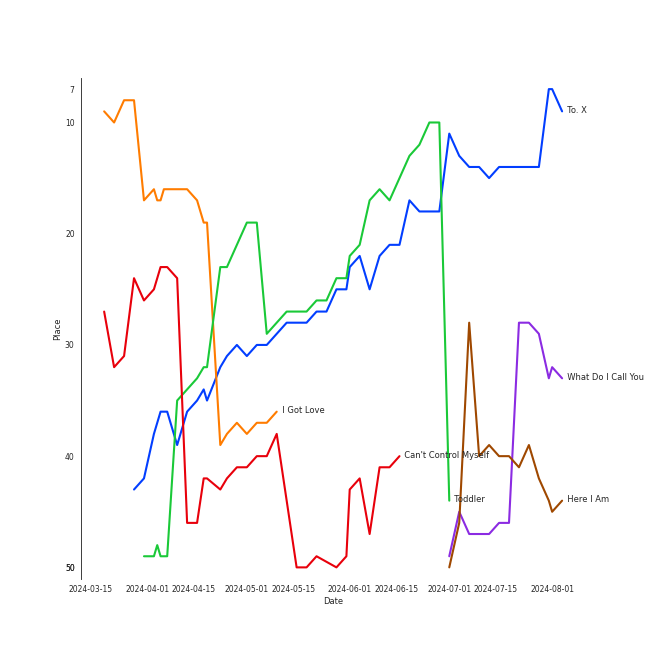 7
10
To. X
20
Place
30
What Do I Call You
I Got Love
40
Can't Control Myself
Toddler
Here I Am
50
2024-03-15
2024-04-01
2024-04-15
2024-05-01
2024-05-15
2024-06-01
2024-06-15
2024-07-01
2024-07-15
2024-08-01
Date